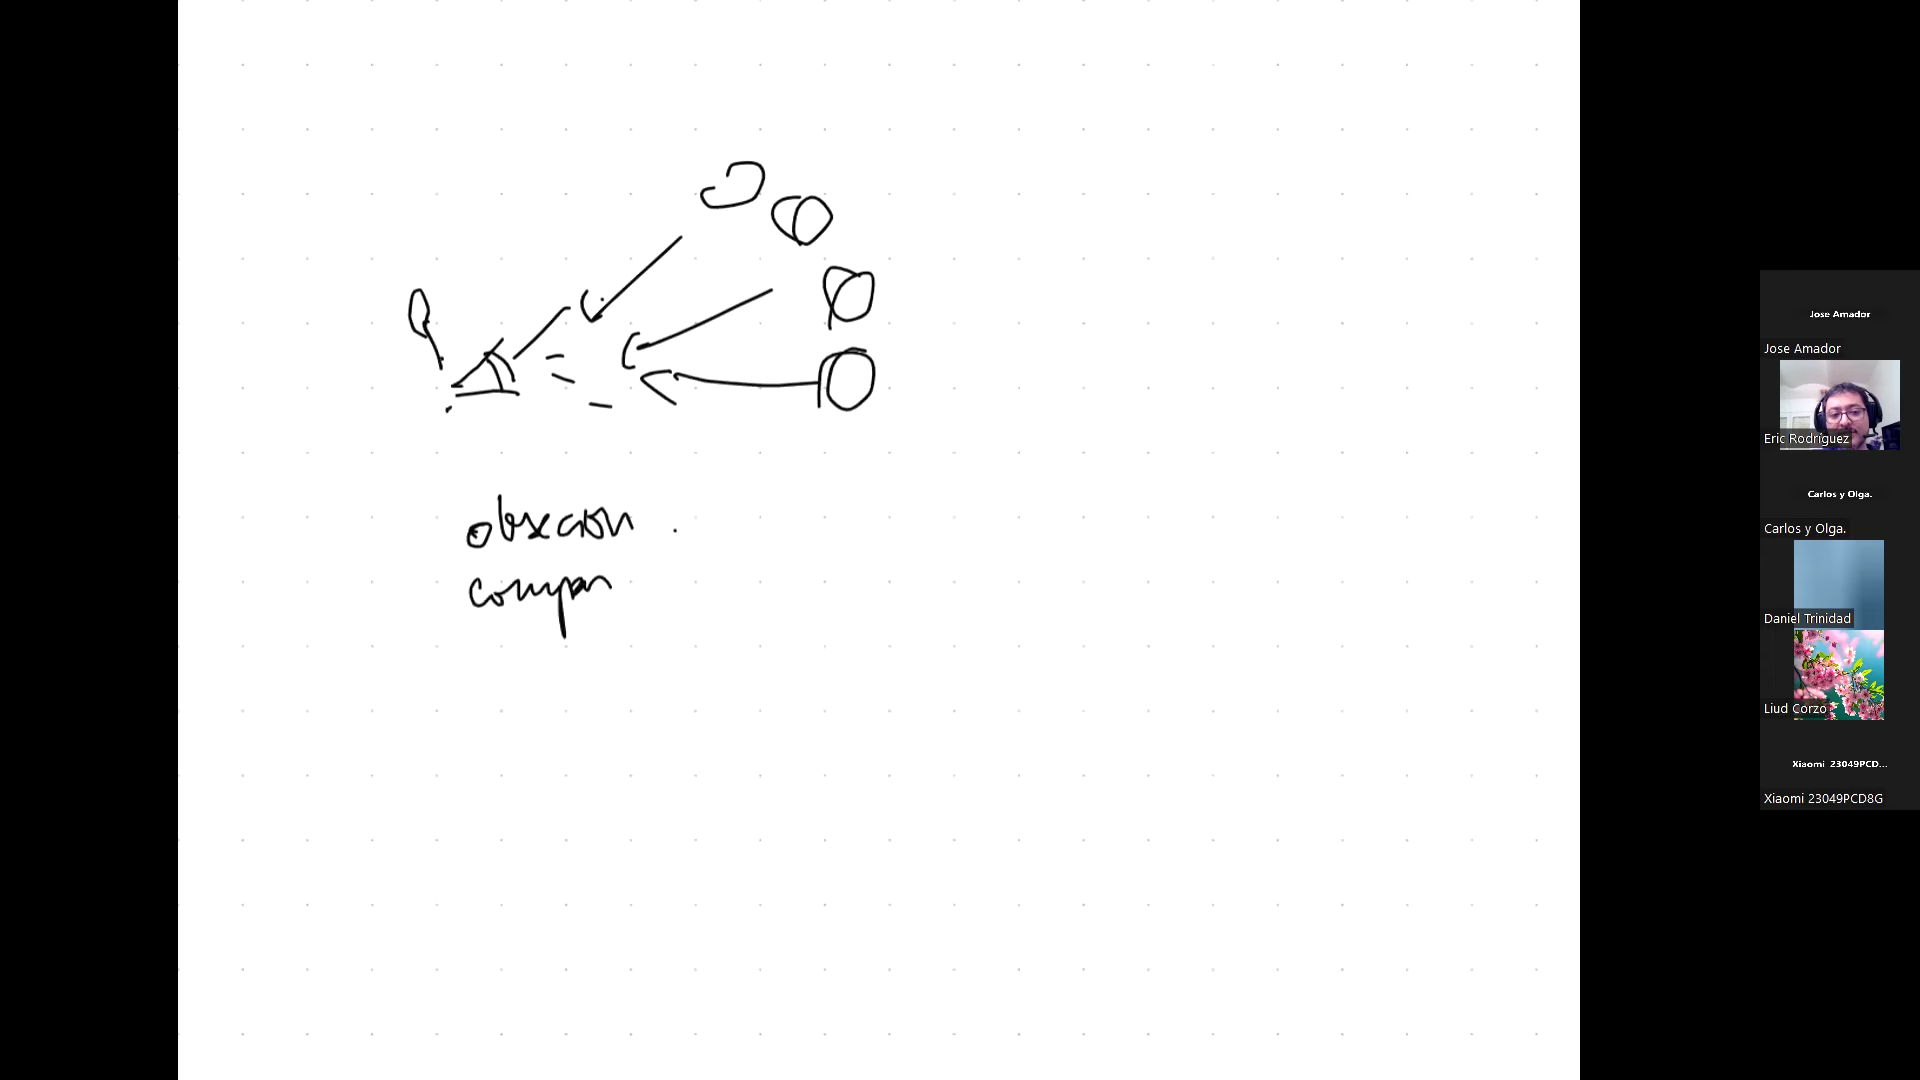 obsecion .
compar
Jose Amador
Jose Amador
Eric Rodríguez
Carlos y Olga.
Carlos y Olga.
Daniel Trinidad
Liud Corzo
Xiaomi 23049PCD...
Xiaomi 23049PCD8G